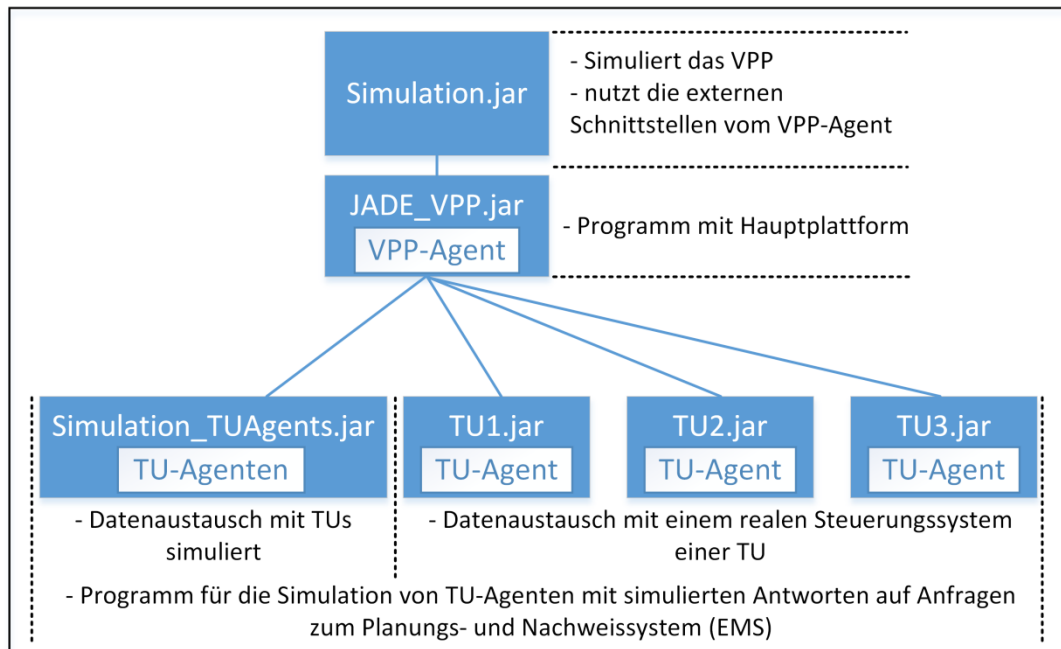 Simulation.jar
- Simuliert das VPP
- nutzt die externen
Schnittstellen vom VPP-Agent
JADE_VPP.jar
VPP-Agent
- Programm mit Hauptplattform
Simulation_TUAgents.jar
TU-Agenten
TU1.jar
TU-Agent
TU2.jar
TU-Agent
TU3.jar
TU-Agent
- Datenaustausch mit TUs
simuliert
- Datenaustausch mit einem realen Steuerungssystem
einer TU
- Programm für die Simulation von TU-Agenten mit simulierten Antworten auf Anfragen
zum Planungs- und Nachweissystem (EMS)